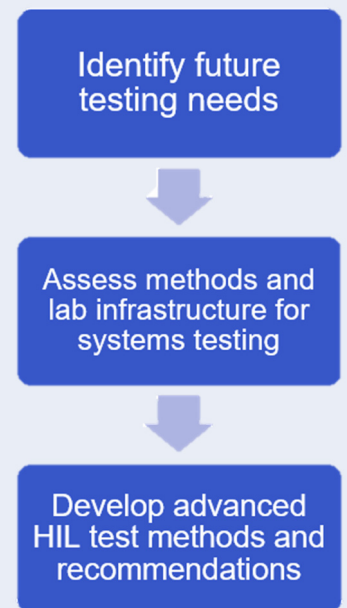 Identify future
testing needs
Assess methods and
lab infrastructure for
systems testing
Develop advanced
HIL test methods and
recommendations